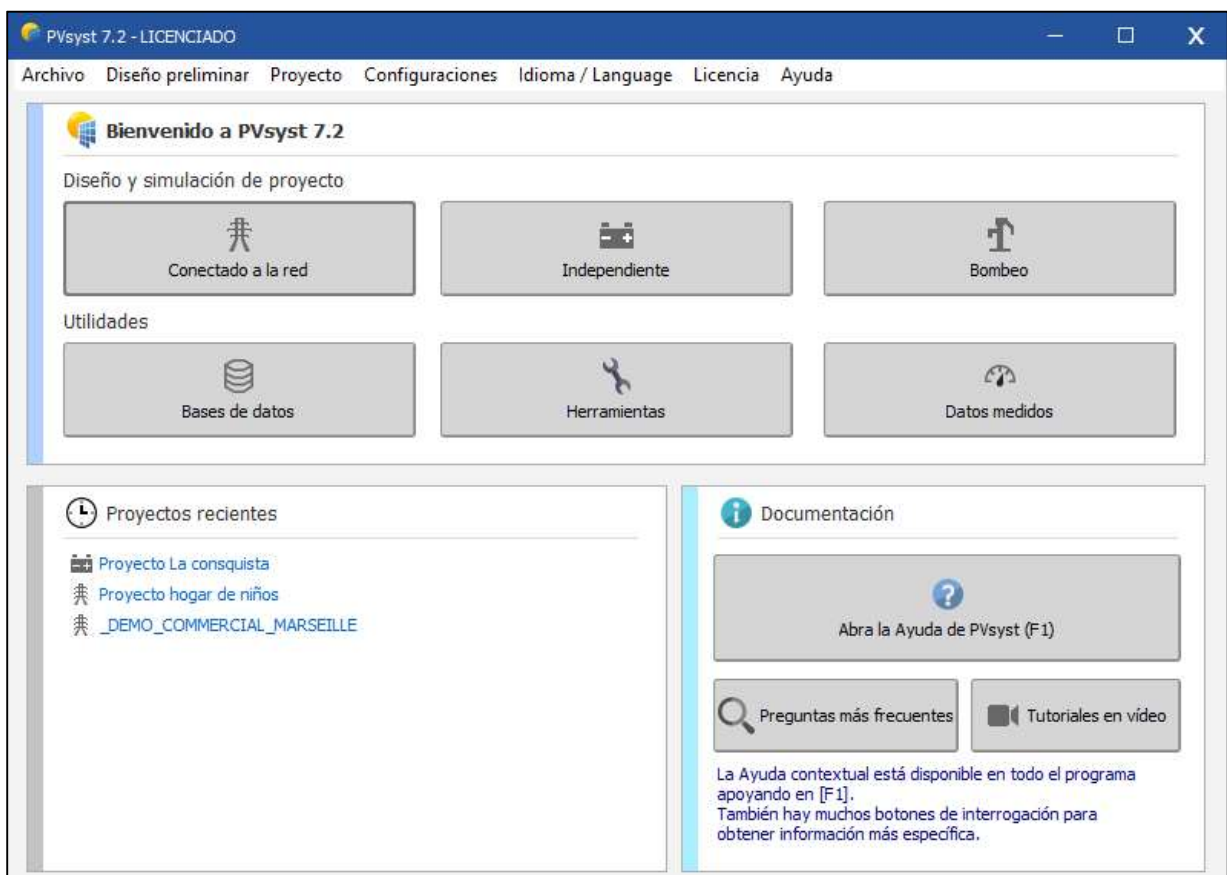 PVsyst 7.2 - LICENCIADO
Archivo Diseño preliminar Proyecto Configuraciones Idioma / Language Licencia Ayuda
Bienvenido a PVsyst 7.2
Diseño y simulación de proyecto
Conectado a la red
Independiente
Bombeo
Utilidades
Bases de datos
Herramientas
Datos medidos
Proyectos recientes
Proyecto La consquista
Proyecto hogar de niños
_DEMO_COMMERCIAL_MARSEILLE
Documentación
Abra la Ayuda de PVsyst (F1)
Preguntas más frecuentes
Tutoriales en vídeo
La Ayuda contextual está disponible en todo el programa
apoyando en [F1].
También hay muchos botones de interrogación para
obtener información más específica.